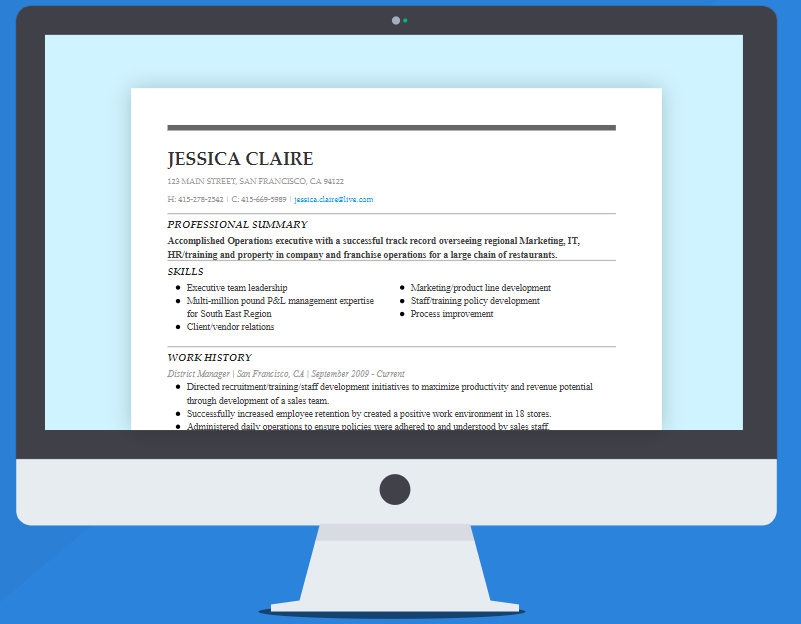 JESSICA CLAIRE
123 MAIN STREET, SAN FRANCISCO, CA 94122
H: 415-278-2542 | C: 415-669-5989 | jessica.claire@live.com
PROFESSIONAL SUMMARY
Accomplished Operations executive with a successful track record overseeing regional Marketing, IT,
HR/training and property in company and franchise operations for a large chain of restaurants.
SKILLS
● Executive team leadership
● Multi-million pound P&L management expertise
for South East Region
● Client/vendor relations
● Marketing/product line development
● Staff/training policy development
● Process improvement
WORK HISTORY
District Manager | San Francisco, CA | September 2009 - Current
● Directed recruitment/training/staff development initiatives to maximize productivity and revenue potential
through development of a sales team.
● Successfully increased employee retention by created a positive work environment in 18 stores.
● Administered daily operations to ensure policies were adhered to and understood by sales staff.